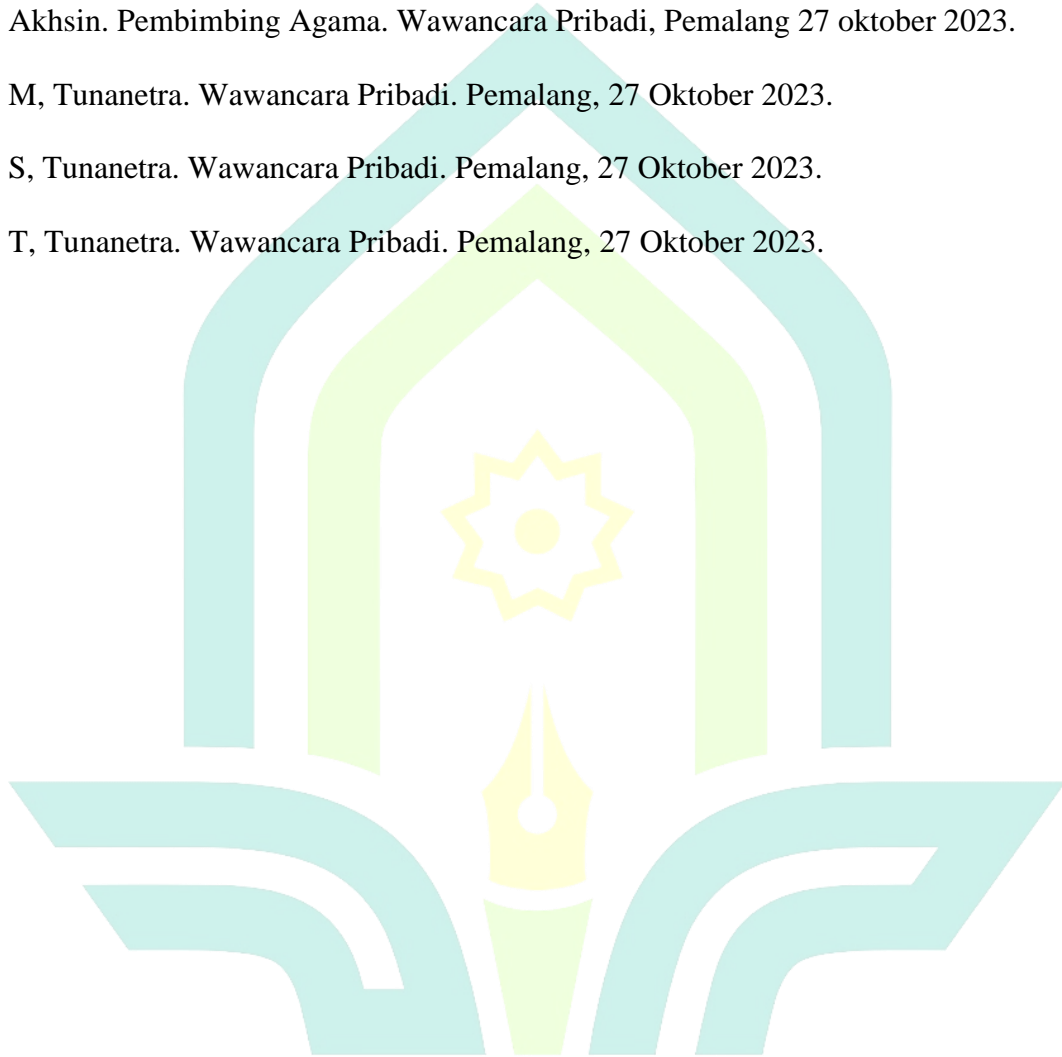 Akhsin. Pembimbing Agama. Wawancara Pribadi, Pemalang 27 oktober 2023.
M, Tunanetra. Wawancara Pribadi. Pemalang, 27 Oktober 2023.
S, Tunanetra. Wawancara Pribadi. Pemalang, 27 Oktober 2023.
T, Tunanetra. Wawancara Pribadi. Pemalang, 27 Oktober 2023.